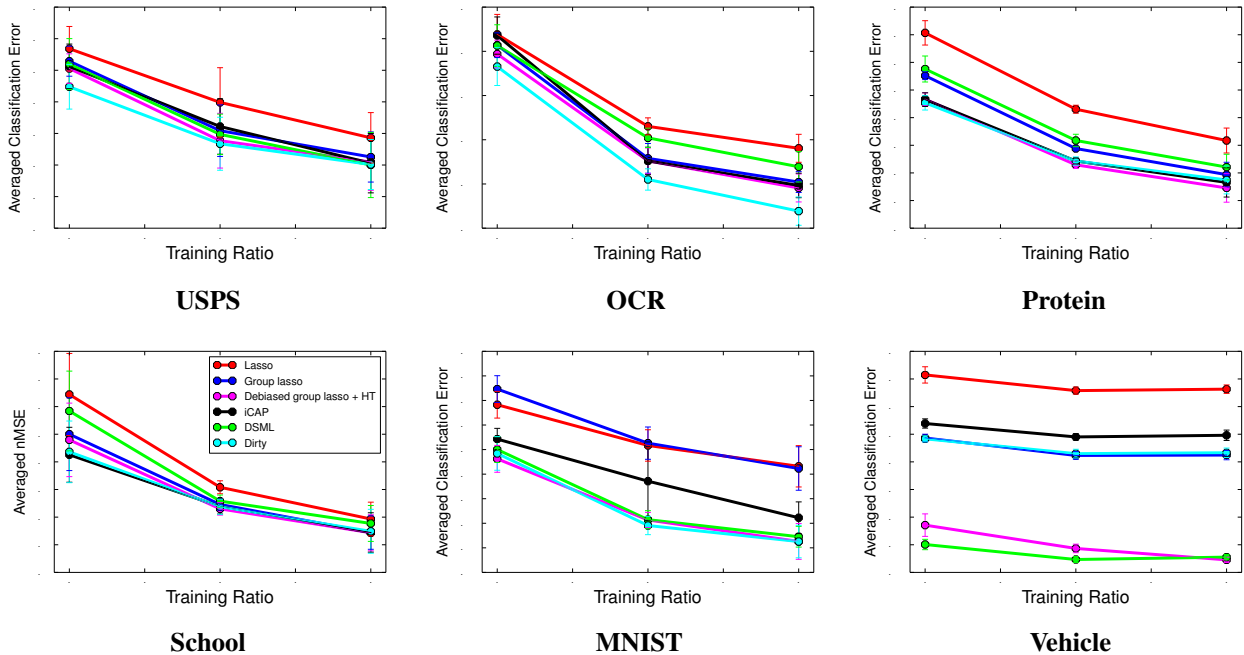 Averaged Classification Error
Training Ratio
USPS
Averaged Classification Error
Training Ratio
OCR
Averaged Classification Error
Training Ratio
Protein
Averaged nMSE
Lasso
Group lasso
Debiased group lasso + HT
iCAP
DSML
Dirty
Training Ratio
School
Averaged Classification Error
Training Ratio
MNIST
Averaged Classification Error
Training Ratio
Vehicle